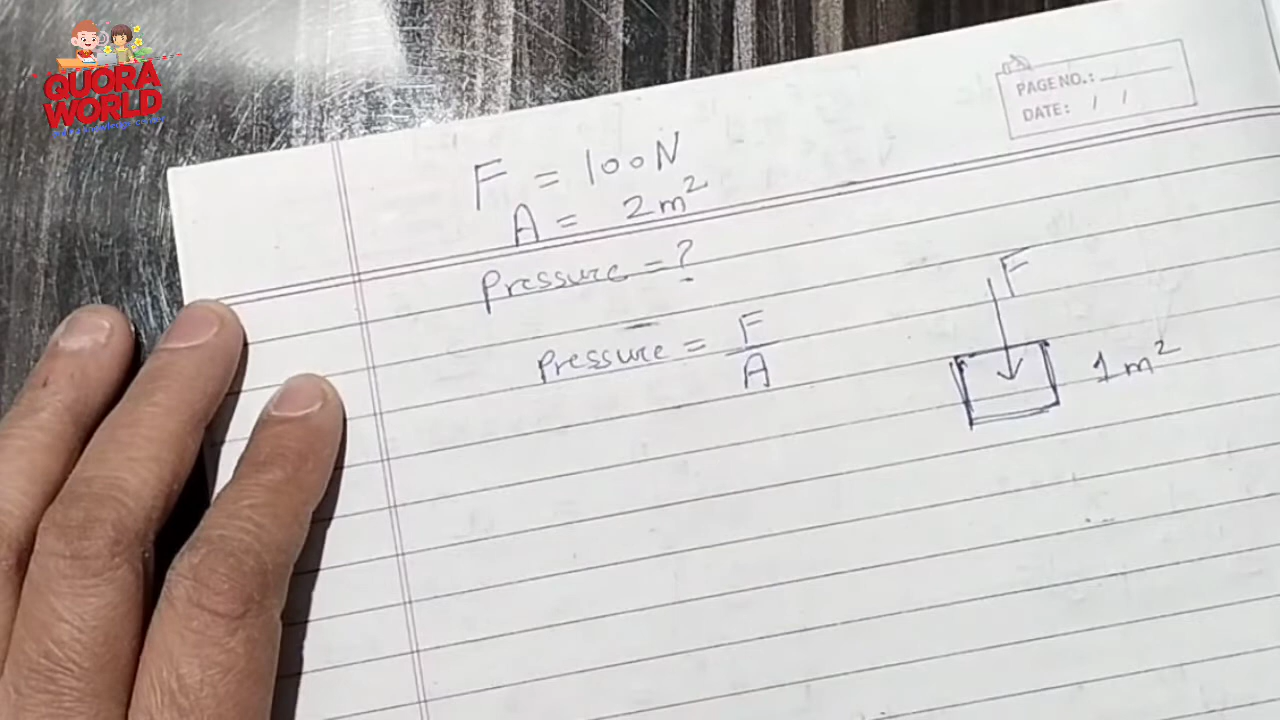 QUORA
WORLD
PAGE NO.:
DATE: / /
F = 100N
A = 2m²
Pressure = ?
Pressure = F/A
F
1m²